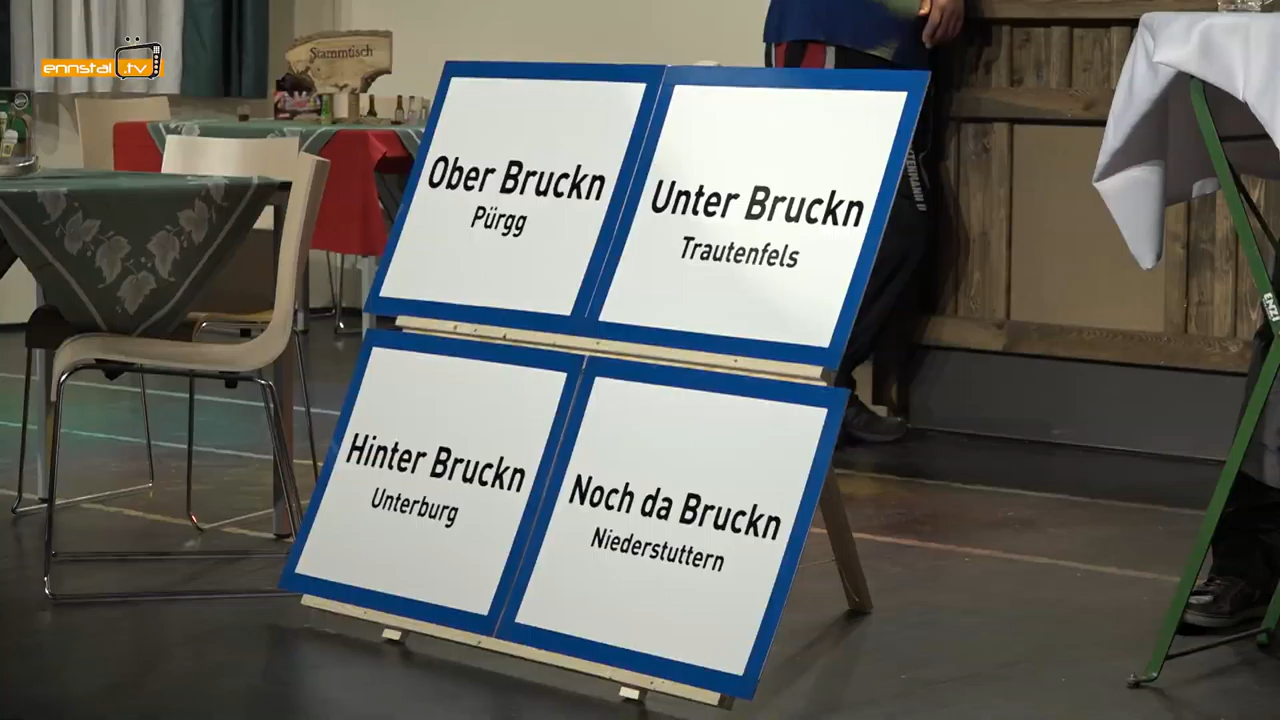 ennstal.tv
Stammtisch
Ober Bruckn
Pürgg
Unter Bruckn
Trautenfels
Hinter Bruckn
Unterburg
Noch da Bruckn
Niederstuttern